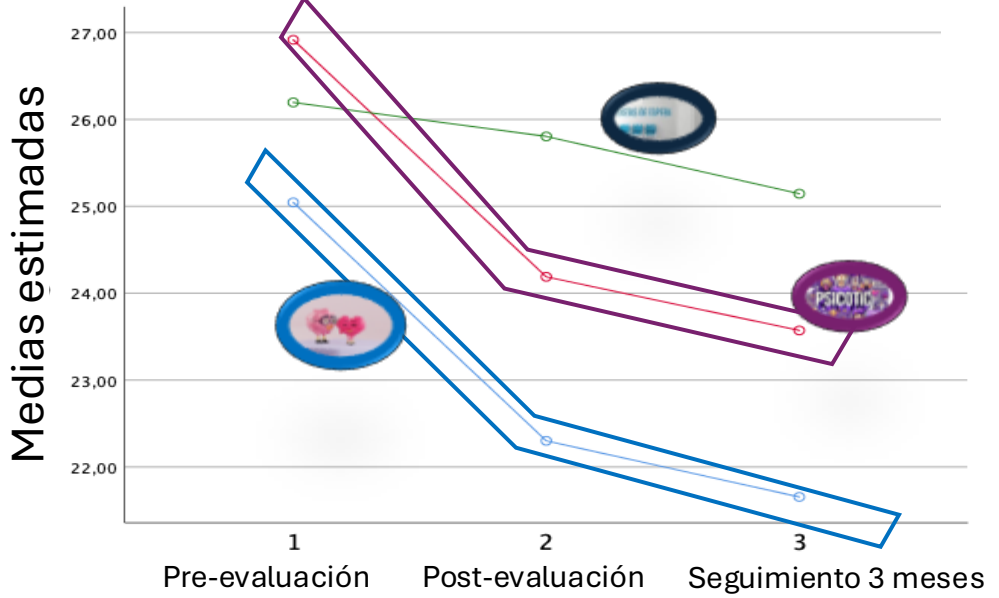 Medias estimadas
27,00
26,00
25,00
24,00
23,00
22,00
PSICOTIC
1
2
3
Pre-evaluación
Post-evaluación
Seguimiento 3 meses